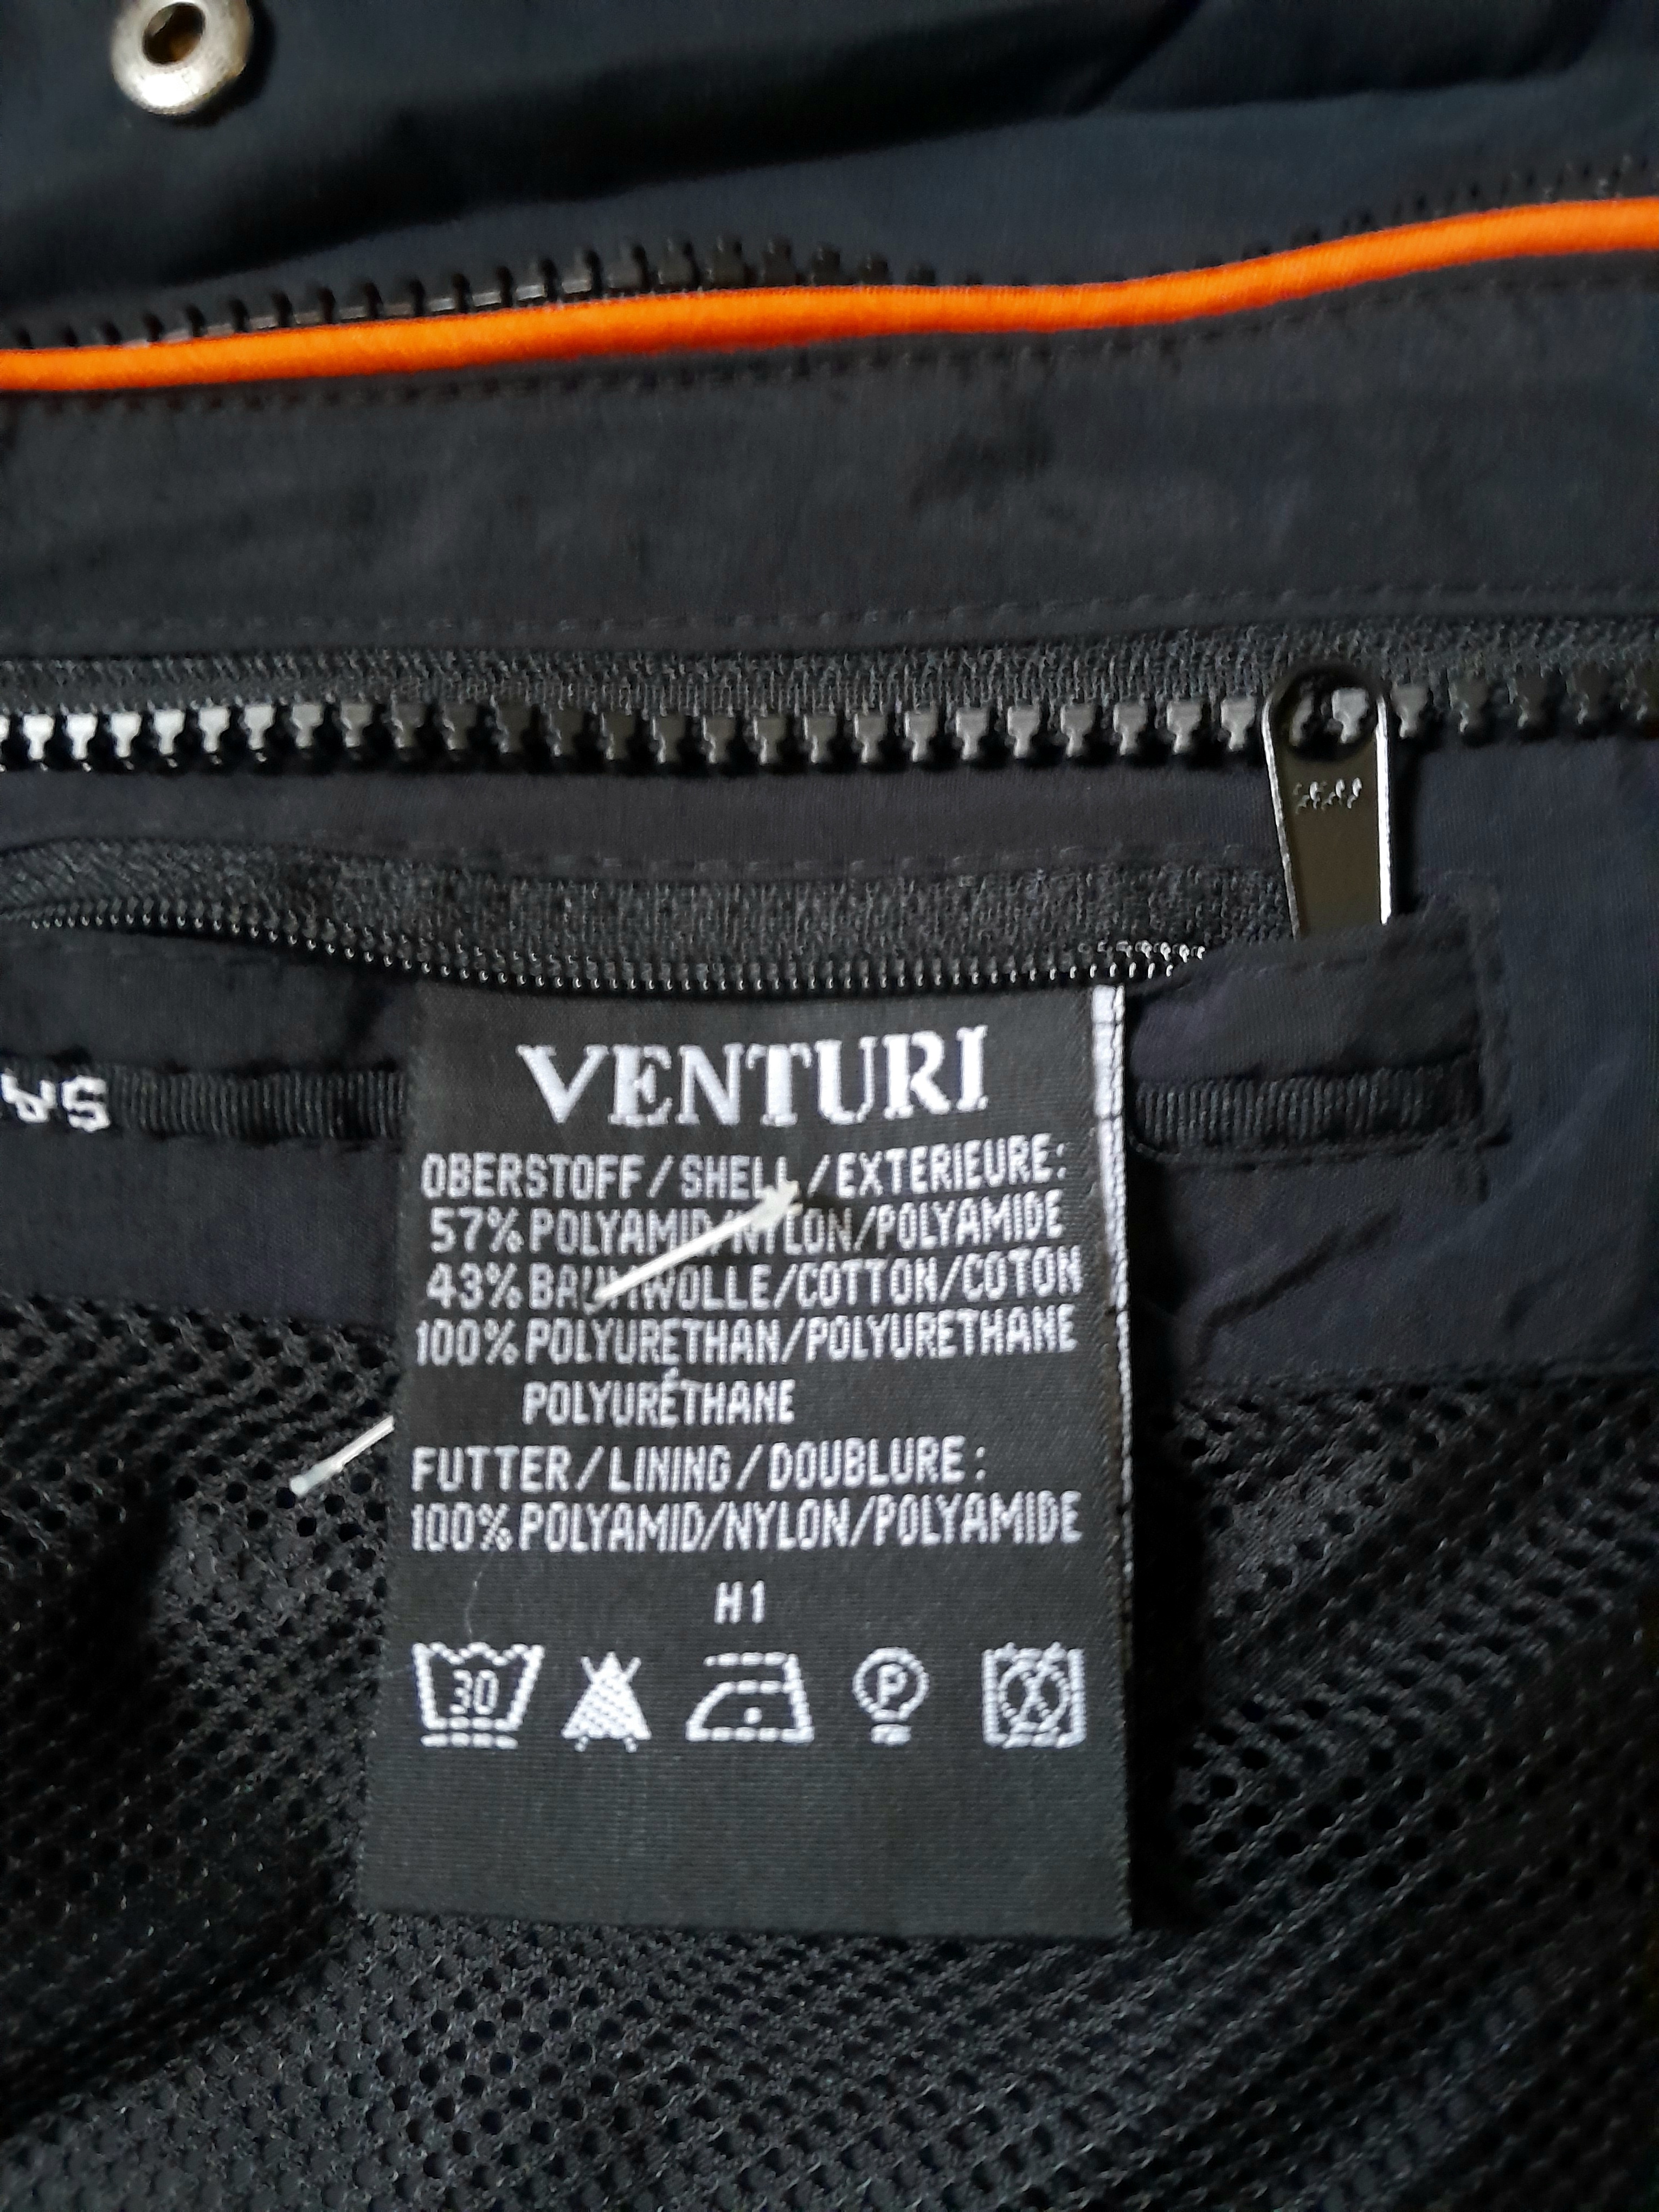 VENTURI
OBERSTOFF/SHELL/EXTERIEURE:
57% POLYAMID/NYLON/POLYAMIDE
43% BAUMWOLLE/COTTON/COTON
100% POLYURETHAN/POLYURETHANE
POLYURÉTHANE
FUTTER/LINING/DOUBLURE:
100% POLYAMID/NYLON/POLYAMIDE
H1
30 P